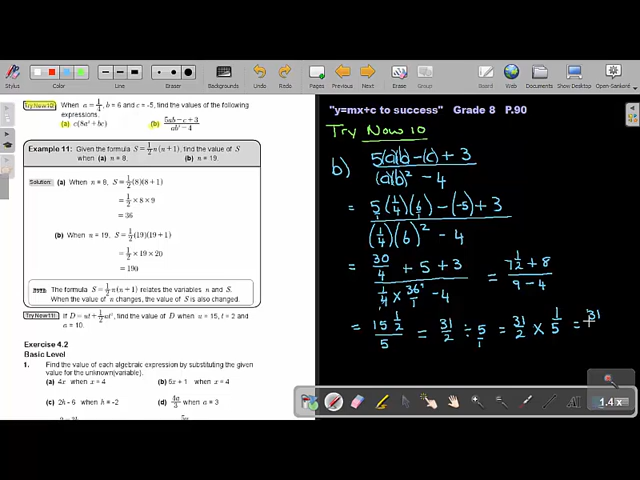 Stylus
Color
Line Style
Eraser
Backgrounds
Undo
Redo
Pages
Previous
Next
Erase
Desktop
Try Now 10: When a = 1/4, b = 6 and c = -5, find the values of the following
expressions.
(a) c(8a² + bc) (b) 5ab - c + 3 / ab² - 4
Example 11: Given the formula S = 1/2 n(n + 1), find the value of S
when (a) n = 8, (b) n = 19.
Solution: (a) When n = 8, S = 1/2 (8)(8 + 1)
= 1/2 × 8 × 9
= 36
(b) When n = 19, S = 1/2 (19)(19 + 1)
= 1/2 × 19 × 20
= 190
The formula S = 1/2 n(n + 1) relates the variables n and S.
When the value of n changes, the value of S is also changed.
Try Now 11: If D = ut + 1/2 at², find the value of D when u = 15, t = 2 and
a = 10.
Exercise 4.2
Basic Level
1. Find the value of each algebraic expression by substituting the
given value for the unknown(variable).
(a) 4x when x = 4 (b) 5x + 1 when x = 4
(c) 2h - 6 when h = -2 (d) 4a/3 when a = 3
"y=mx+c to success" Grade 8 P.90
Try Now 10
b) 5(a)(b) - (c) + 3 / (a)(b)² - 4
= 5(1/4)(6/1) - (-5) + 3 / (1/4)(6)² - 4
= 30/4 + 5 + 3 / 1/4 × 36/1 - 4 = 7 1/2 + 8 / 9 - 4
= 15 1/2 / 5 = 31/2 ÷ 5/1 = 31/2 × 1/5 = 31
1.4 x